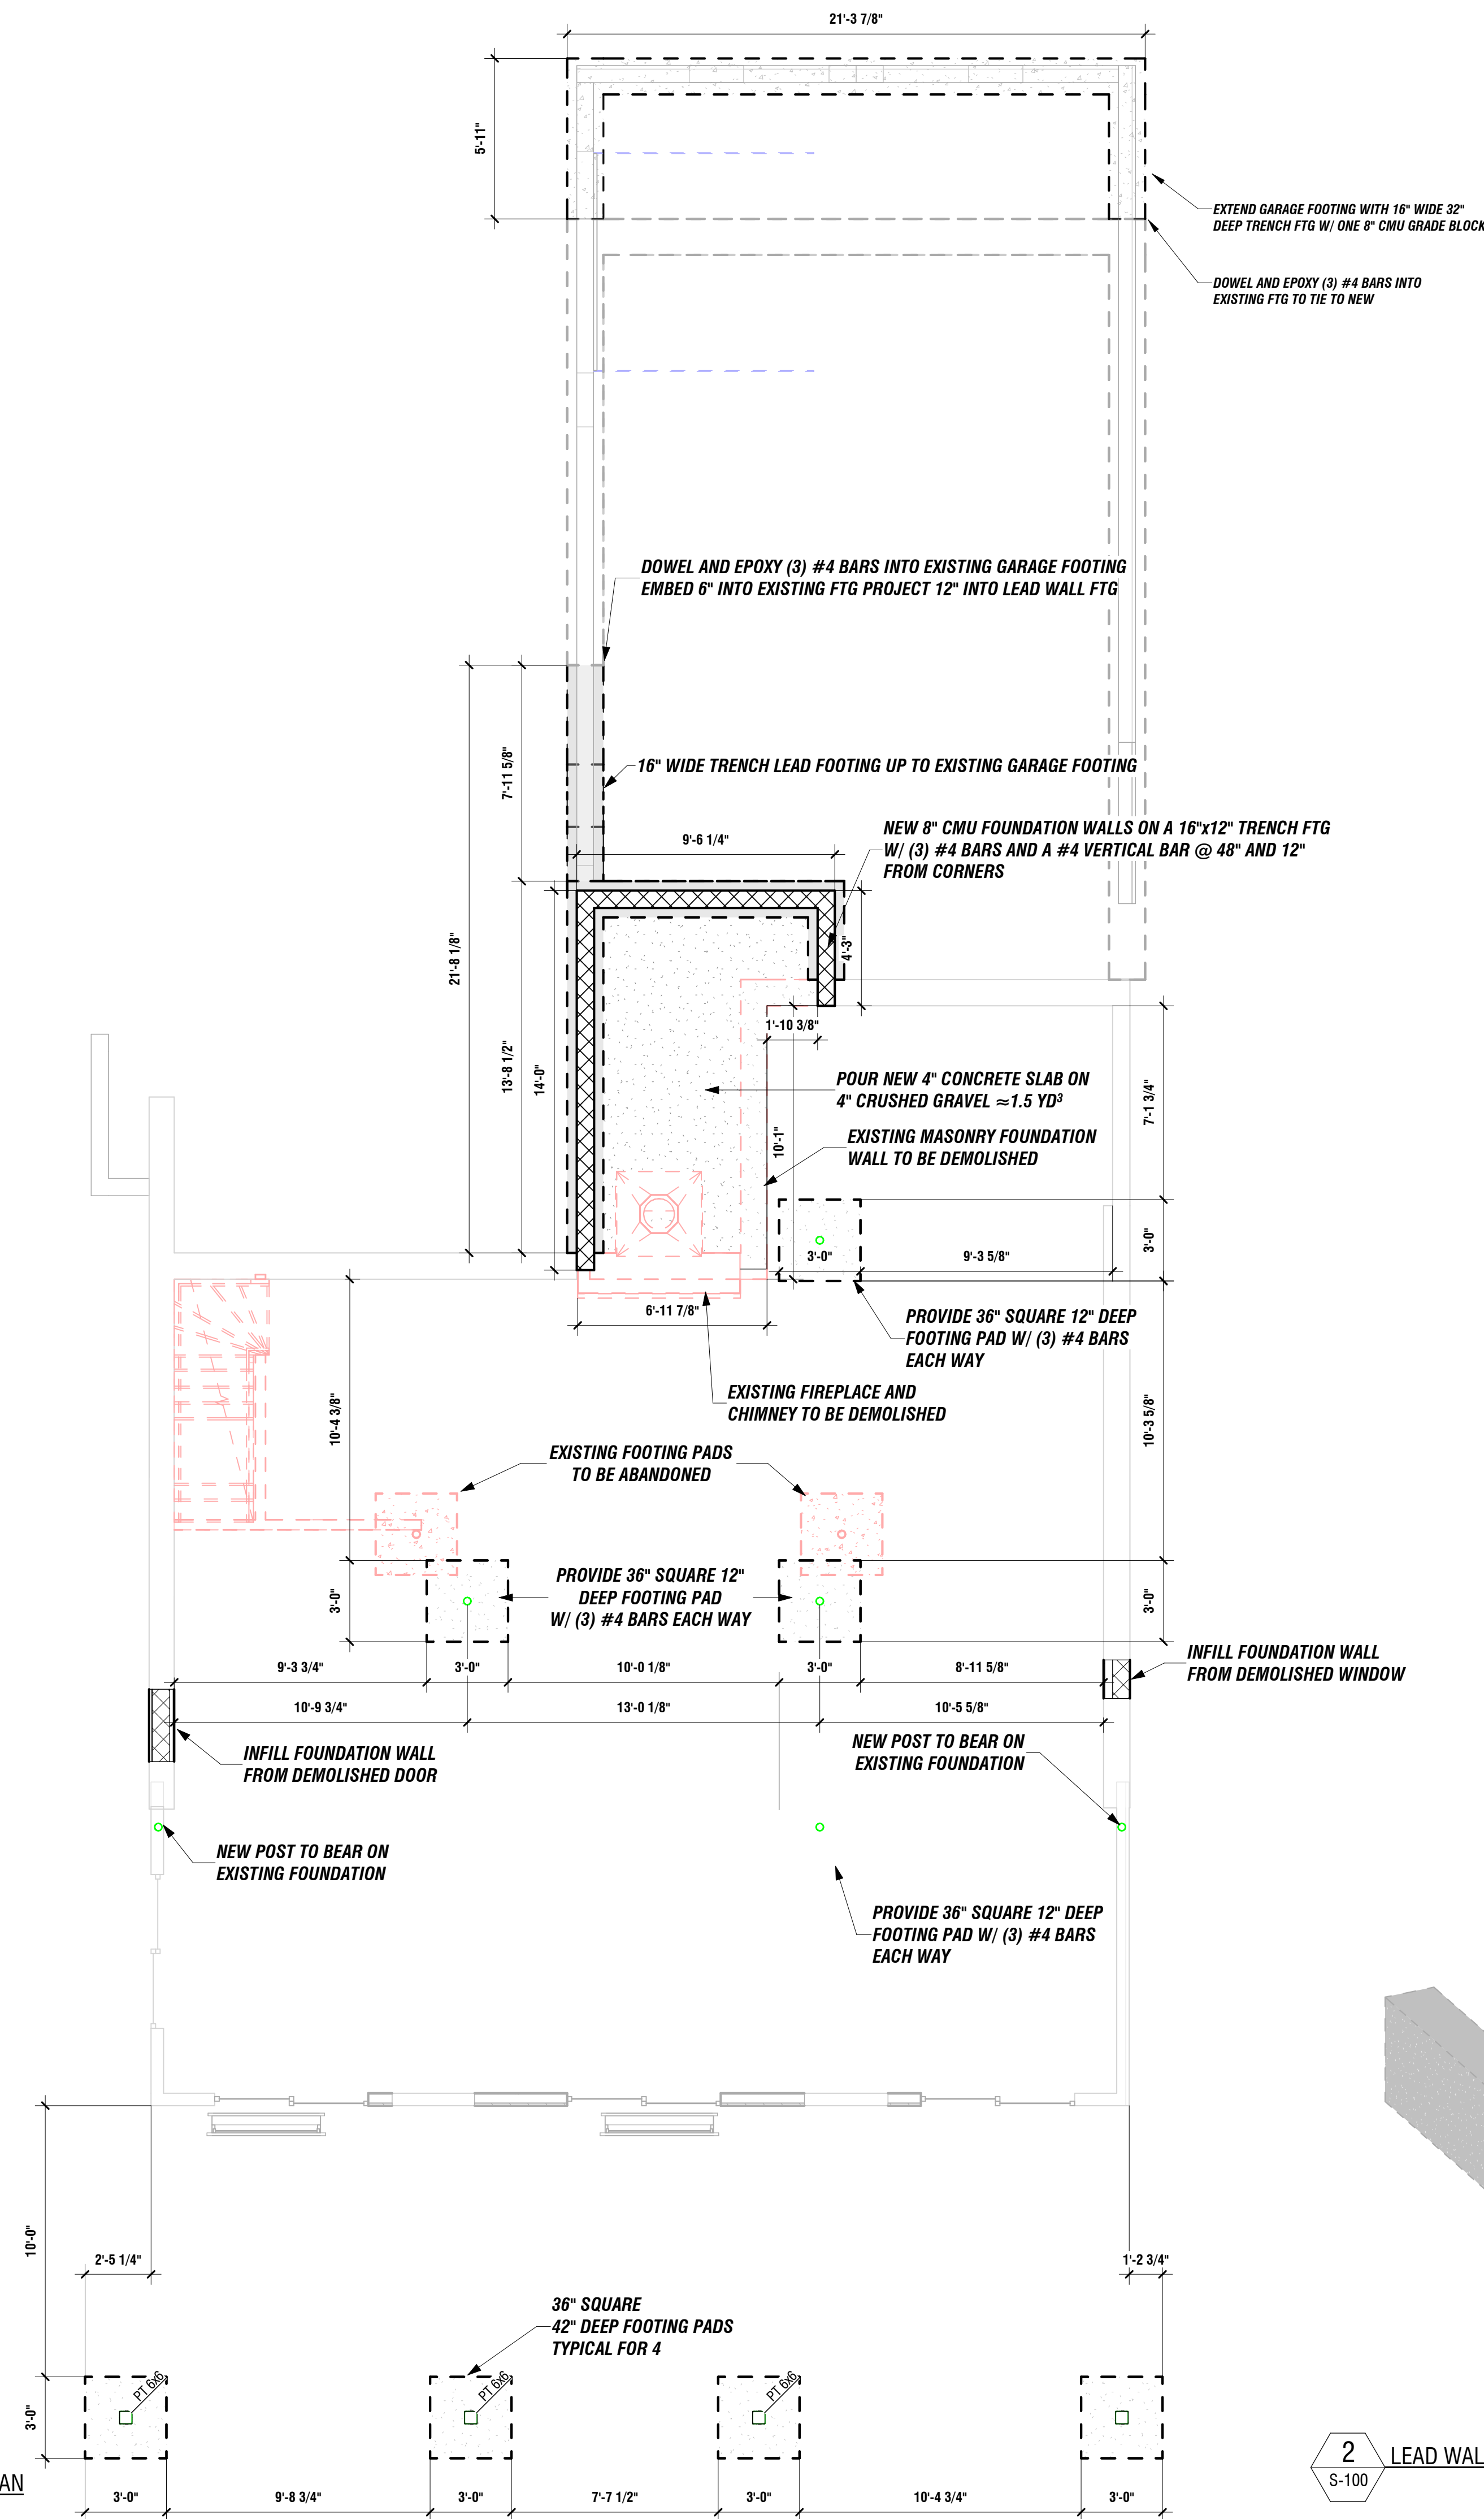 21'-3 7/8"
5'-11"
EXTEND GARAGE FOOTING WITH 16" WIDE 32"
DEEP TRENCH FTG W/ ONE 8" CMU GRADE BLOCK
DOWEL AND EPOXY (3) #4 BARS INTO
EXISTING FTG TO TIE TO NEW
DOWEL AND EPOXY (3) #4 BARS INTO EXISTING GARAGE FOOTING
EMBED 6" INTO EXISTING FTG PROJECT 12" INTO LEAD WALL FTG
7'-11 5/8"
16" WIDE TRENCH LEAD FOOTING UP TO EXISTING GARAGE FOOTING
9'-6 1/4"
NEW 8" CMU FOUNDATION WALLS ON A 16"x12" TRENCH FTG
W/ (3) #4 BARS AND A #4 VERTICAL BAR @ 48" AND 12"
FROM CORNERS
21'-8 1/8"
4'-3"
13'-8 1/2"
14'-0"
1'-10 3/8"
POUR NEW 4" CONCRETE SLAB ON
4" CRUSHED GRAVEL ≈1.5 YD³
7'-1 3/4"
10'-1"
EXISTING MASONRY FOUNDATION
WALL TO BE DEMOLISHED
3'-0"
9'-3 5/8"
3'-0"
6'-11 7/8"
PROVIDE 36" SQUARE 12" DEEP
FOOTING PAD W/ (3) #4 BARS
EACH WAY
EXISTING FIREPLACE AND
CHIMNEY TO BE DEMOLISHED
10'-4 3/8"
10'-3 5/8"
EXISTING FOOTING PADS
TO BE ABANDONED
PROVIDE 36" SQUARE 12"
DEEP FOOTING PAD
W/ (3) #4 BARS EACH WAY
3'-0"
3'-0"
INFILL FOUNDATION WALL
FROM DEMOLISHED WINDOW
9'-3 3/4"
3'-0"
10'-0 1/8"
3'-0"
8'-11 5/8"
10'-9 3/4"
13'-0 1/8"
10'-5 5/8"
INFILL FOUNDATION WALL
FROM DEMOLISHED DOOR
NEW POST TO BEAR ON
EXISTING FOUNDATION
NEW POST TO BEAR ON
EXISTING FOUNDATION
PROVIDE 36" SQUARE 12" DEEP
FOOTING PAD W/ (3) #4 BARS
EACH WAY
10'-0"
2'-5 1/4"
1'-2 3/4"
36" SQUARE
42" DEEP FOOTING PADS
TYPICAL FOR 4
PT 6x6
PT 6x6
PT 6x6
3'-0"
2
S-100
LEAD WAL
AN
3'-0"
9'-8 3/4"
3'-0"
7'-7 1/2"
3'-0"
10'-4 3/4"
3'-0"